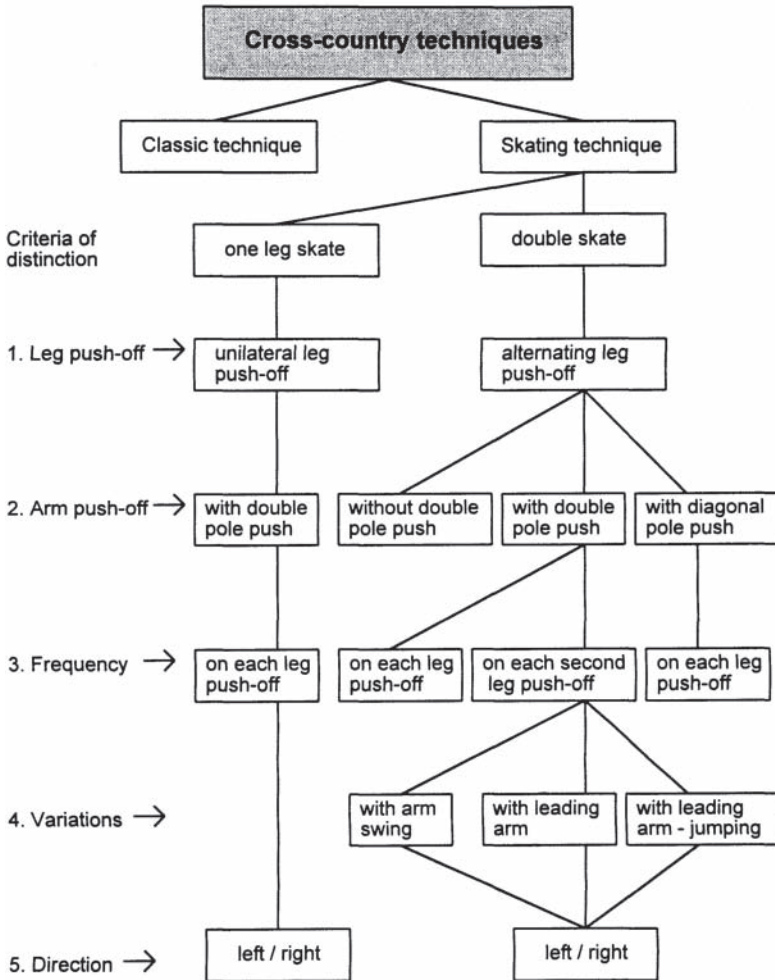 Cross-country techniques
Classic technique
Skating technique
Criteria of
distinction
one leg skate
double skate
1. Leg push-off →
unilateral leg
push-off
alternating leg
push-off
2. Arm push-off →
with double
pole push
without double
pole push
with double
pole push
with diagonal
pole push
3. Frequency →
on each leg
push-off
on each leg
push-off
on each second
leg push-off
on each leg
push-off
4. Variations →
with arm
swing
with leading
arm
with leading
arm - jumping
5. Direction →
left / right
left / right